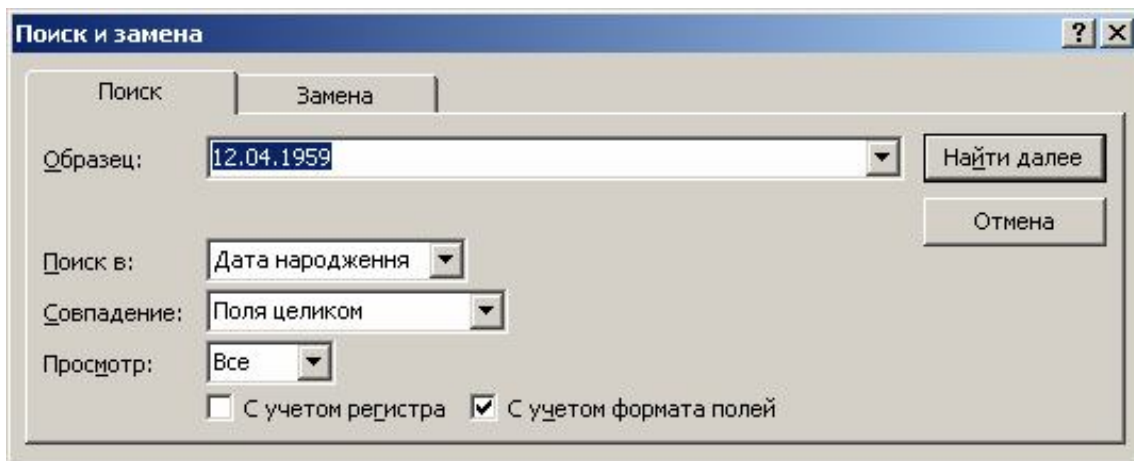 Поиск и замена
Поиск Замена
Образец: 12.04.1959 Найти далее
Отмена
Поиск в: Дата народження
Совпадение: Поля целиком
Просмотр: Все
С учетом регистра С учетом формата полей